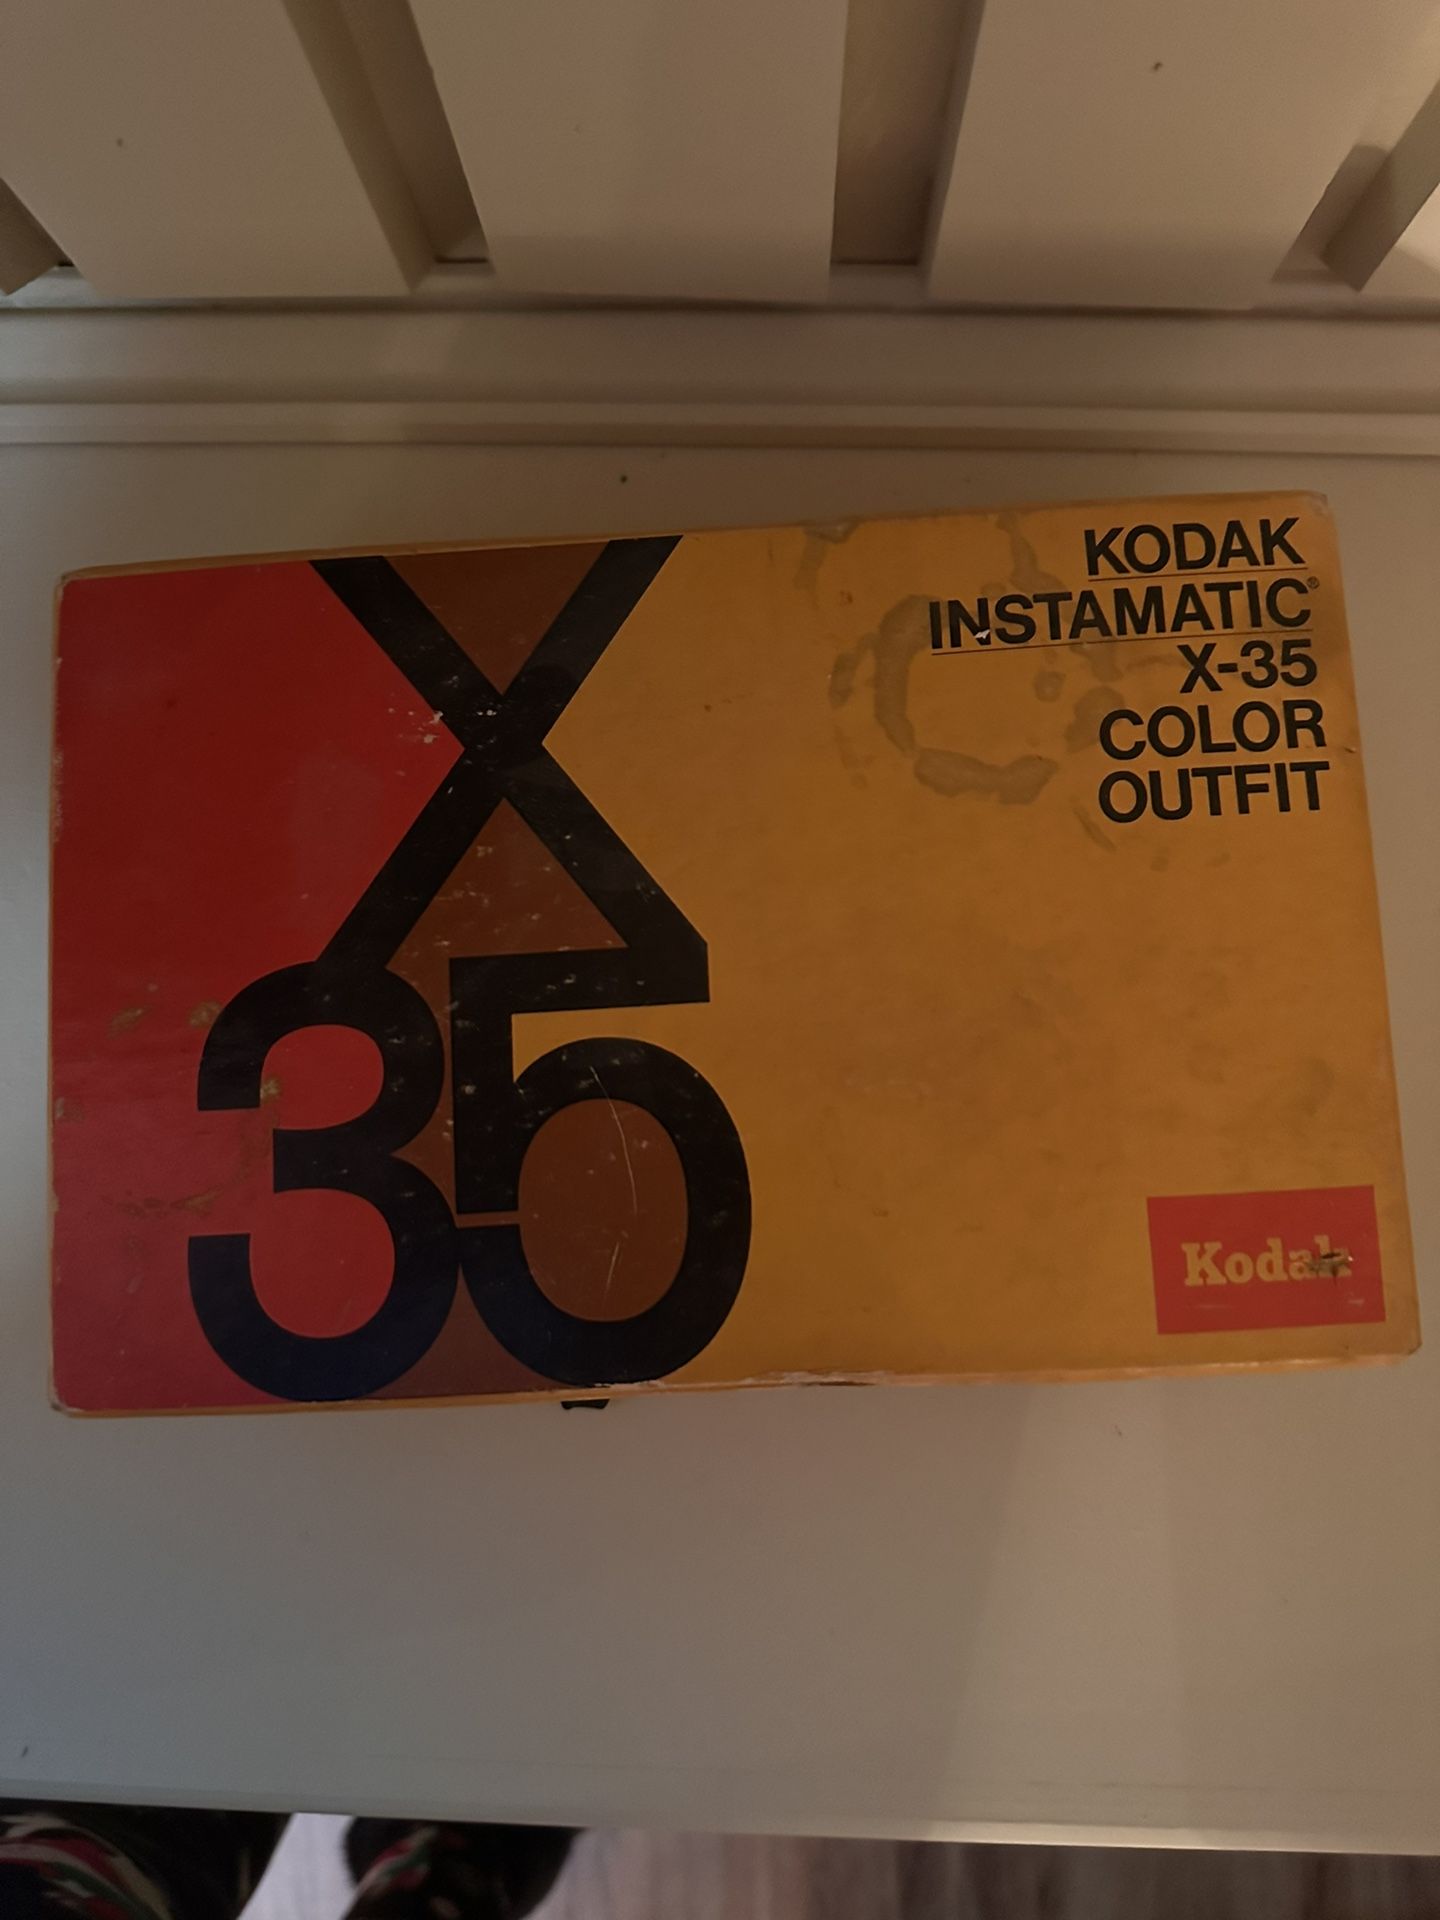 X
35
KODAK
INSTAMATIC®
X-35
COLOR
OUTFIT
Kodak